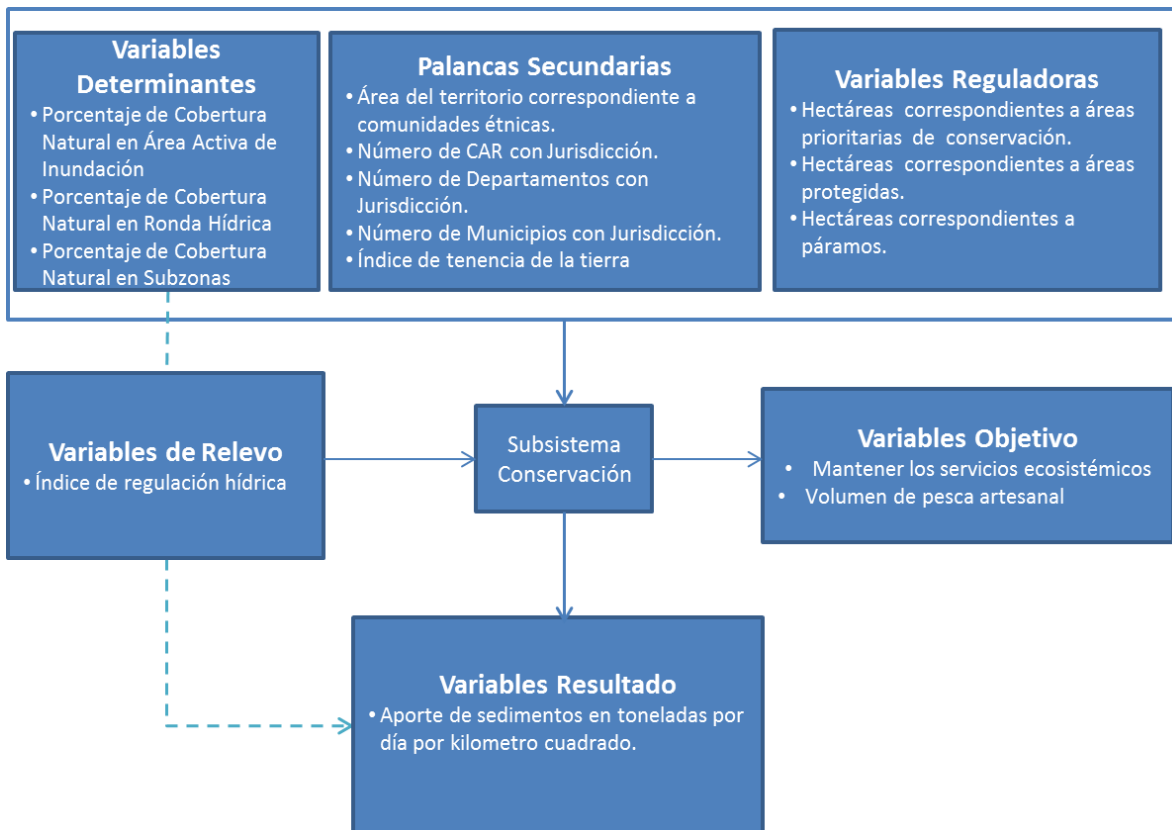 Variables
Determinantes
• Porcentaje de Cobertura
Natural en Área Activa de
Inundación
• Porcentaje de Cobertura
Natural en Ronda Hídrica
• Porcentaje de Cobertura
Natural en Subzonas
Palancas Secundarias
• Área del territorio correspondiente a
comunidades étnicas.
• Número de CAR con Jurisdicción.
• Número de Departamentos con
Jurisdicción.
• Número de Municipios con Jurisdicción.
• Índice de tenencia de la tierra
Variables Reguladoras
• Hectáreas correspondientes a áreas
prioritarias de conservación.
• Hectáreas correspondientes a áreas
protegidas.
• Hectáreas correspondientes a
páramos.
Variables de Relevo
• Índice de regulación hídrica
Subsistema
Conservación
Variables Objetivo
• Mantener los servicios ecosistémicos
• Volumen de pesca artesanal
Variables Resultado
• Aporte de sedimentos en toneladas por
día por kilometro cuadrado.